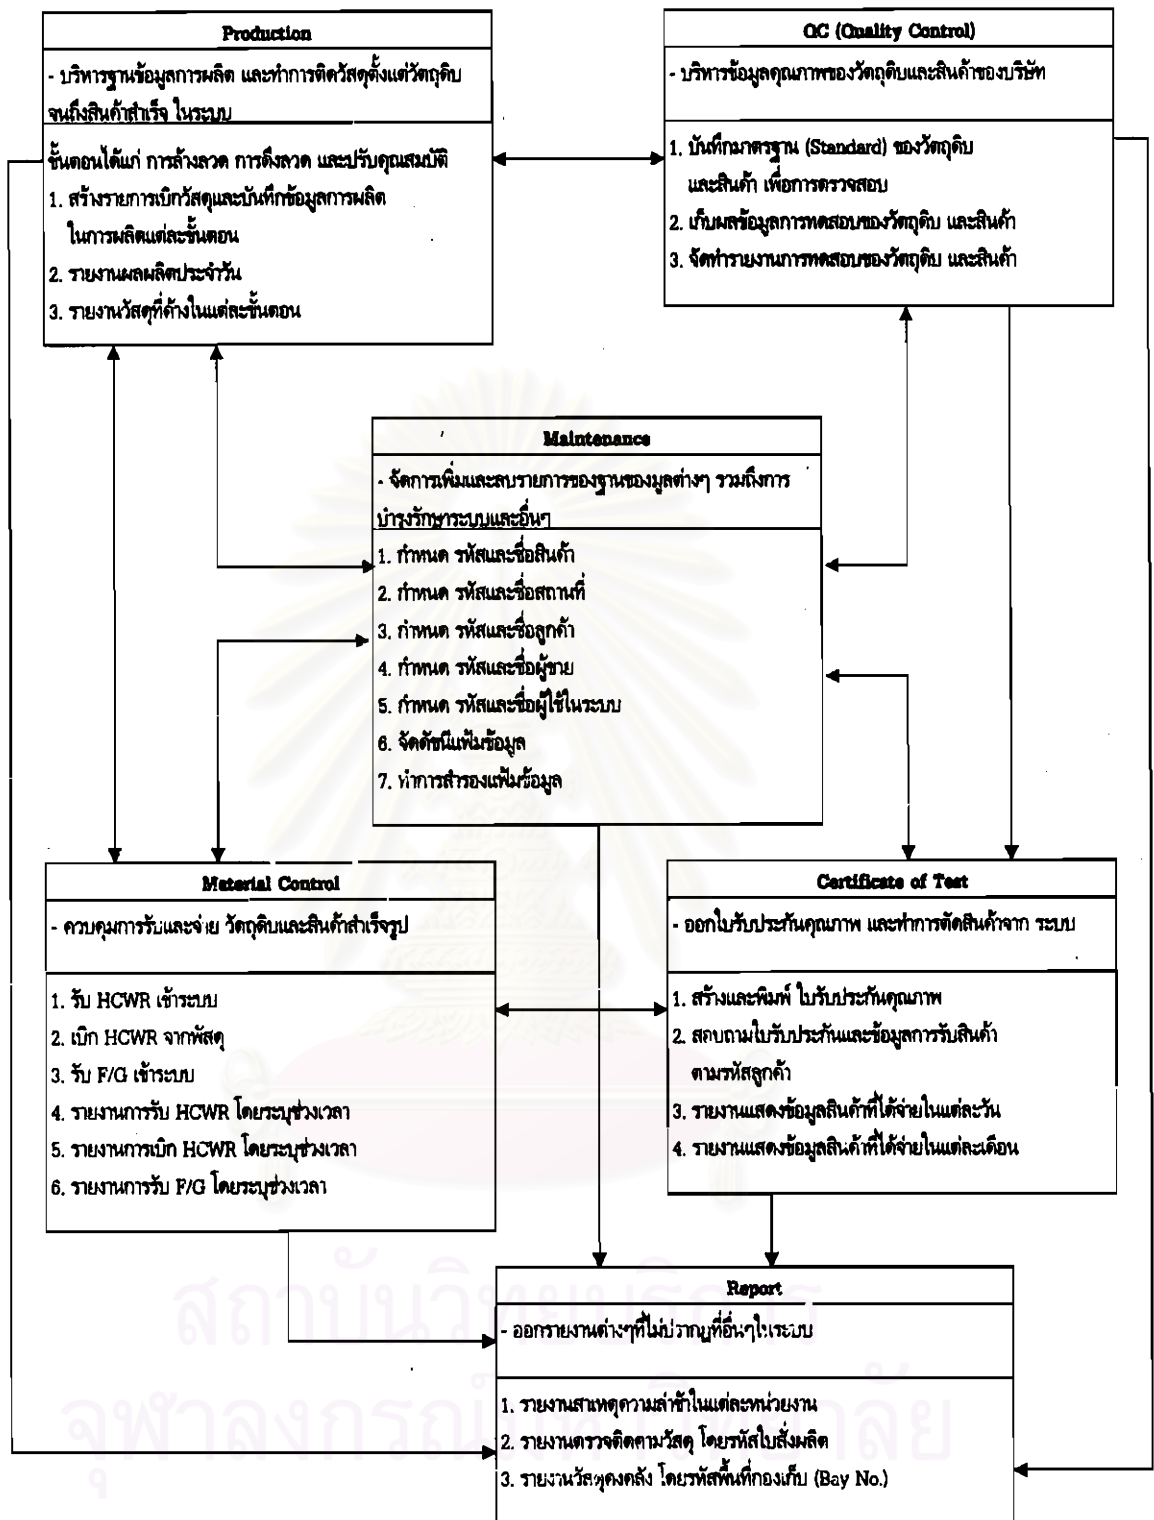 Production
- บริหารฐานข้อมูลการผลิต และทำการติดวัสดุตั้งแต่วัตถุดิบ
จนถึงสินค้าสำเร็จ ในระบบ
ขั้นตอนได้แก่ การล้างลวด การดึงลวด และปรับคุณสมบัติ
1. สร้างรายการเบิกวัสดุและบันทึกข้อมูลการผลิต
ในการผลิตแต่ละขั้นตอน
2. รายงานผลผลิตประจำวัน
3. รายงานวัสดุที่ค้างในแต่ละขั้นตอน
QC (Quality Control)
- บริหารข้อมูลคุณภาพของวัตถุดิบและสินค้าของบริษัท
1. บันทึกมาตรฐาน (Standard) ของวัตถุดิบ
และสินค้า เพื่อการตรวจสอบ
2. เก็บผลข้อมูลการทดสอบของวัตถุดิบ และสินค้า
3. จัดทำรายงานการทดสอบของวัตถุดิบ และสินค้า
Maintenance
- จัดการเพิ่มและลบรายการของฐานของมูลต่างๆ รวมถึงการ
บำรุงรักษาระบบและอื่นๆ
1. กำหนด รหัสและชื่อสินค้า
2. กำหนด รหัสและชื่อสถานที่
3. กำหนด รหัสและชื่อลูกค้า
4. กำหนด รหัสและชื่อผู้ขาย
5. กำหนด รหัสและชื่อผู้ใช้ในระบบ
6. จัดดัชนีแฟ้มข้อมูล
7. ทำการสำรองแฟ้มข้อมูล
Material Control
- ควบคุมการรับและจ่าย วัตถุดิบและสินค้าสำเร็จรูป
1. รับ HCWR เข้าระบบ
2. เบิก HCWR จากพัสดุ
3. รับ F/G เข้าระบบ
4. รายงานการรับ HCWR โดยระบุช่วงเวลา
5. รายงานการเบิก HCWR โดยระบุช่วงเวลา
6. รายงานการรับ F/G โดยระบุช่วงเวลา
Certificate of Test
- ออกใบรับประกันคุณภาพ และทำการตัดสินค้าจาก ระบบ
1. สร้างและพิมพ์ ใบรับประกันคุณภาพ
2. สอบถามใบรับประกันและข้อมูลการรับสินค้า
ตามรหัสลูกค้า
3. รายงานแสดงข้อมูลสินค้าที่ได้จ่ายในแต่ละวัน
4. รายงานแสดงข้อมูลสินค้าที่ได้จ่ายในแต่ละเดือน
Report
- ออกรายงานต่างๆที่ไม่ปรากฏที่อื่นๆในระบบ
1. รายงานสาเหตุความล่าช้าในแต่ละหน่วยงาน
2. รายงานตรวจติดตามวัสดุ โดยรหัสใบสั่งผลิต
3. รายงานวัสดุคงคลัง โดยรหัสพื้นที่กองเก็บ (Bay No.)
สถาบันวิทยบริการ
จุฬาลงกรณ์มหาวิทยาลัย